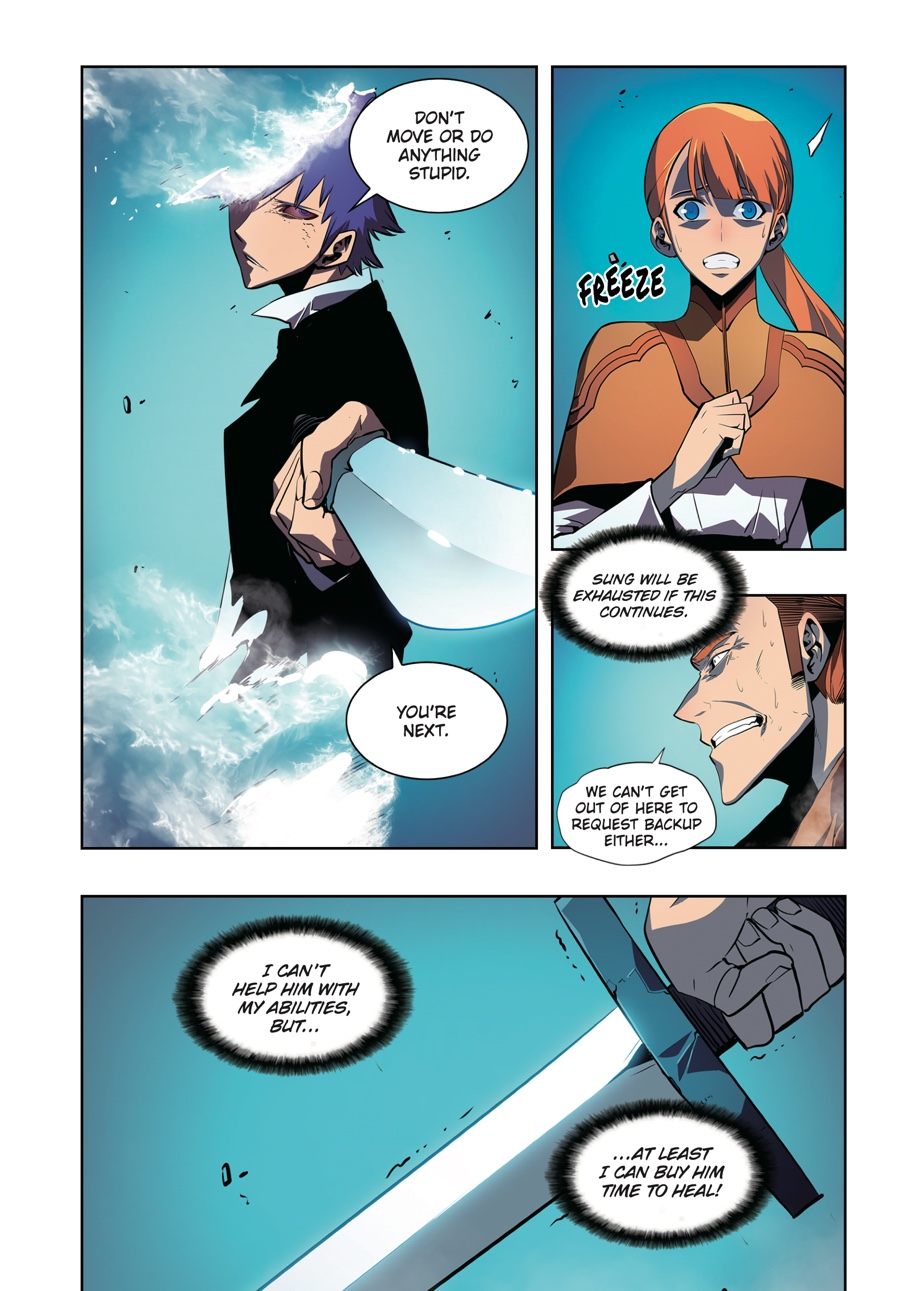 DON'T
MOVE OR DO
ANYTHING
STUPID.
FREEZE
YOU'RE
NEXT.
SUNG WILL BE
EXHAUSTED IF THIS
CONTINUES.
WE CAN'T GET
OUT OF HERE TO
REQUEST BACKUP
EITHER...
I CAN'T
HELP HIM WITH
MY ABILITIES,
BUT...
...AT LEAST
I CAN BUY HIM
TIME TO HEAL!